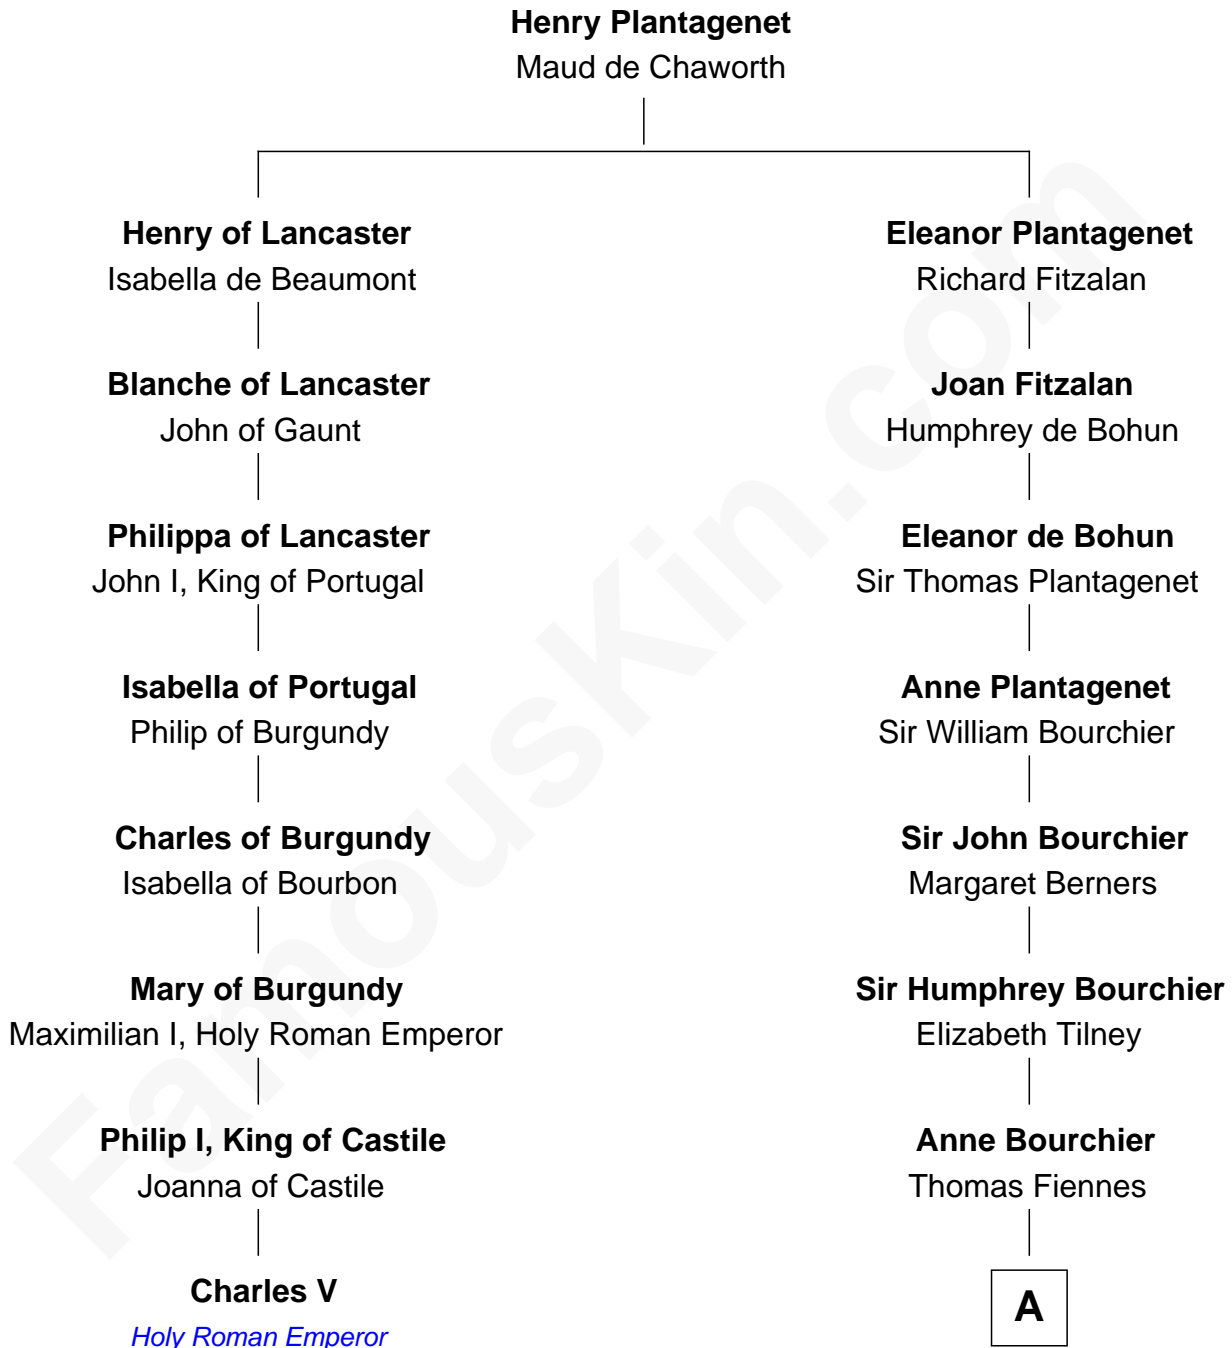 Henry Plantagenet
Maud de Chaworth
Henry of Lancaster
Isabella de Beaumont
Eleanor Plantagenet
Richard Fitzalan
Blanche of Lancaster
John of Gaunt
Joan Fitzalan
Humphrey de Bohun
Philippa of Lancaster
John I, King of Portugal
Eleanor de Bohun
Sir Thomas Plantagenet
Isabella of Portugal
Philip of Burgundy
Anne Plantagenet
Sir William Bourchier
Charles of Burgundy
Isabella of Bourbon
Sir John Bourchier
Margaret Berners
Mary of Burgundy
Maximilian I, Holy Roman Emperor
Sir Humphrey Bourchier
Elizabeth Tilney
Philip I, King of Castile
Joanna of Castile
Anne Bourchier
Thomas Fiennes
Charles V
Holy Roman Emperor
A
FamousKin.com